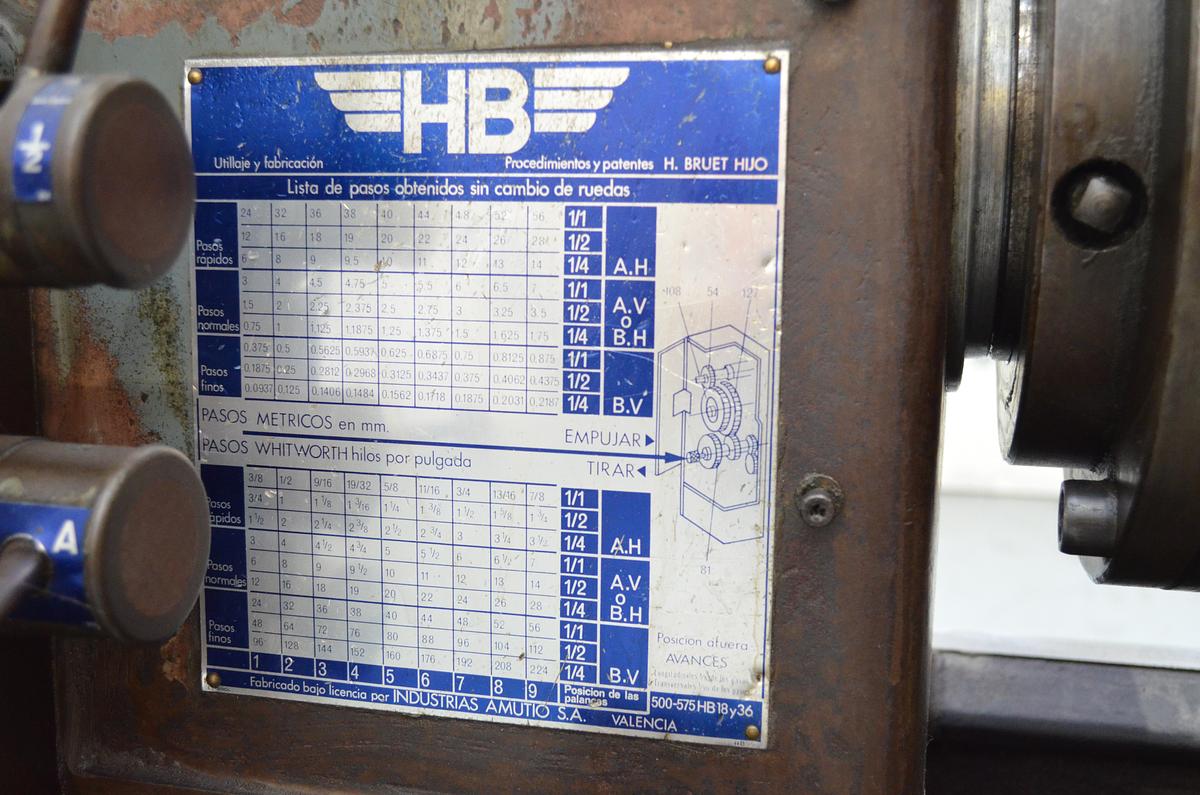 HB
Utillaje y fabricación Procedimientos y patentes H. BRUET HIJO
Lista de pasos obtenidos sin cambio de ruedas
24 32 36 38 40 44 48 52 56 1/1
12 16 18 19 20 22 24 26 28 1/2
Pasos rápidos
6 8 9 9.5 10 11 12 13 14 1/4 A.H
3 4 4.5 4.75 5 5.5 6 6.5 7 1/1
1.5 2 2.25 2.375 2.5 2.75 3 3.25 3.5 1/2 A.V o B.H
Pasos normales
0.75 1 1.125 1.1875 1.25 1.375 1.5 1.625 1.75 1/4
0.375 0.5 0.5625 0.5937 0.625 0.6875 0.75 0.8125 0.875 1/1
0.1875 0.25 0.2812 0.2968 0.3125 0.3437 0.375 0.4062 0.4375 1/2
Pasos finos
0.0937 0.125 0.1406 0.1484 0.1562 0.1718 0.1875 0.2031 0.2187 1/4 B.V
108 54 127
PASOS METRICOS en mm.
EMPUJAR
PASOS WHITWORTH hilos por pulgada
TIRAR
3/8 1/2 9/16 19/32 5/8 11/16 3/4 13/16 7/8 1/1
3/4 1 1 1/8 1 3/16 1 1/4 1 3/8 1 1/2 1 5/8 1 3/4 1/2
Pasos rápidos
1 1/2 2 2 1/4 2 3/8 2 1/2 2 3/4 3 3 1/4 3 1/2 1/4 A.H
3 4 4 1/2 4 3/4 5 5 1/2 6 6 1/2 7 1/1
6 8 9 9 1/2 10 11 12 13 14 1/2 A.V o B.H
Pasos normales
12 16 18 19 20 22 24 26 28 1/4
24 32 36 38 40 44 48 52 56 1/1
48 64 72 76 80 88 96 104 112 1/2
Pasos finos
96 128 144 152 160 176 192 208 224 1/4 B.V
1 2 3 4 5 6 7 8 9 Posicion de las palancas
81
Posicion afuera
AVANCES
500-575 HB 18 y 36
Fabricado bajo licencia por INDUSTRIAS AMUTIO S.A. VALENCIA
1/2
A